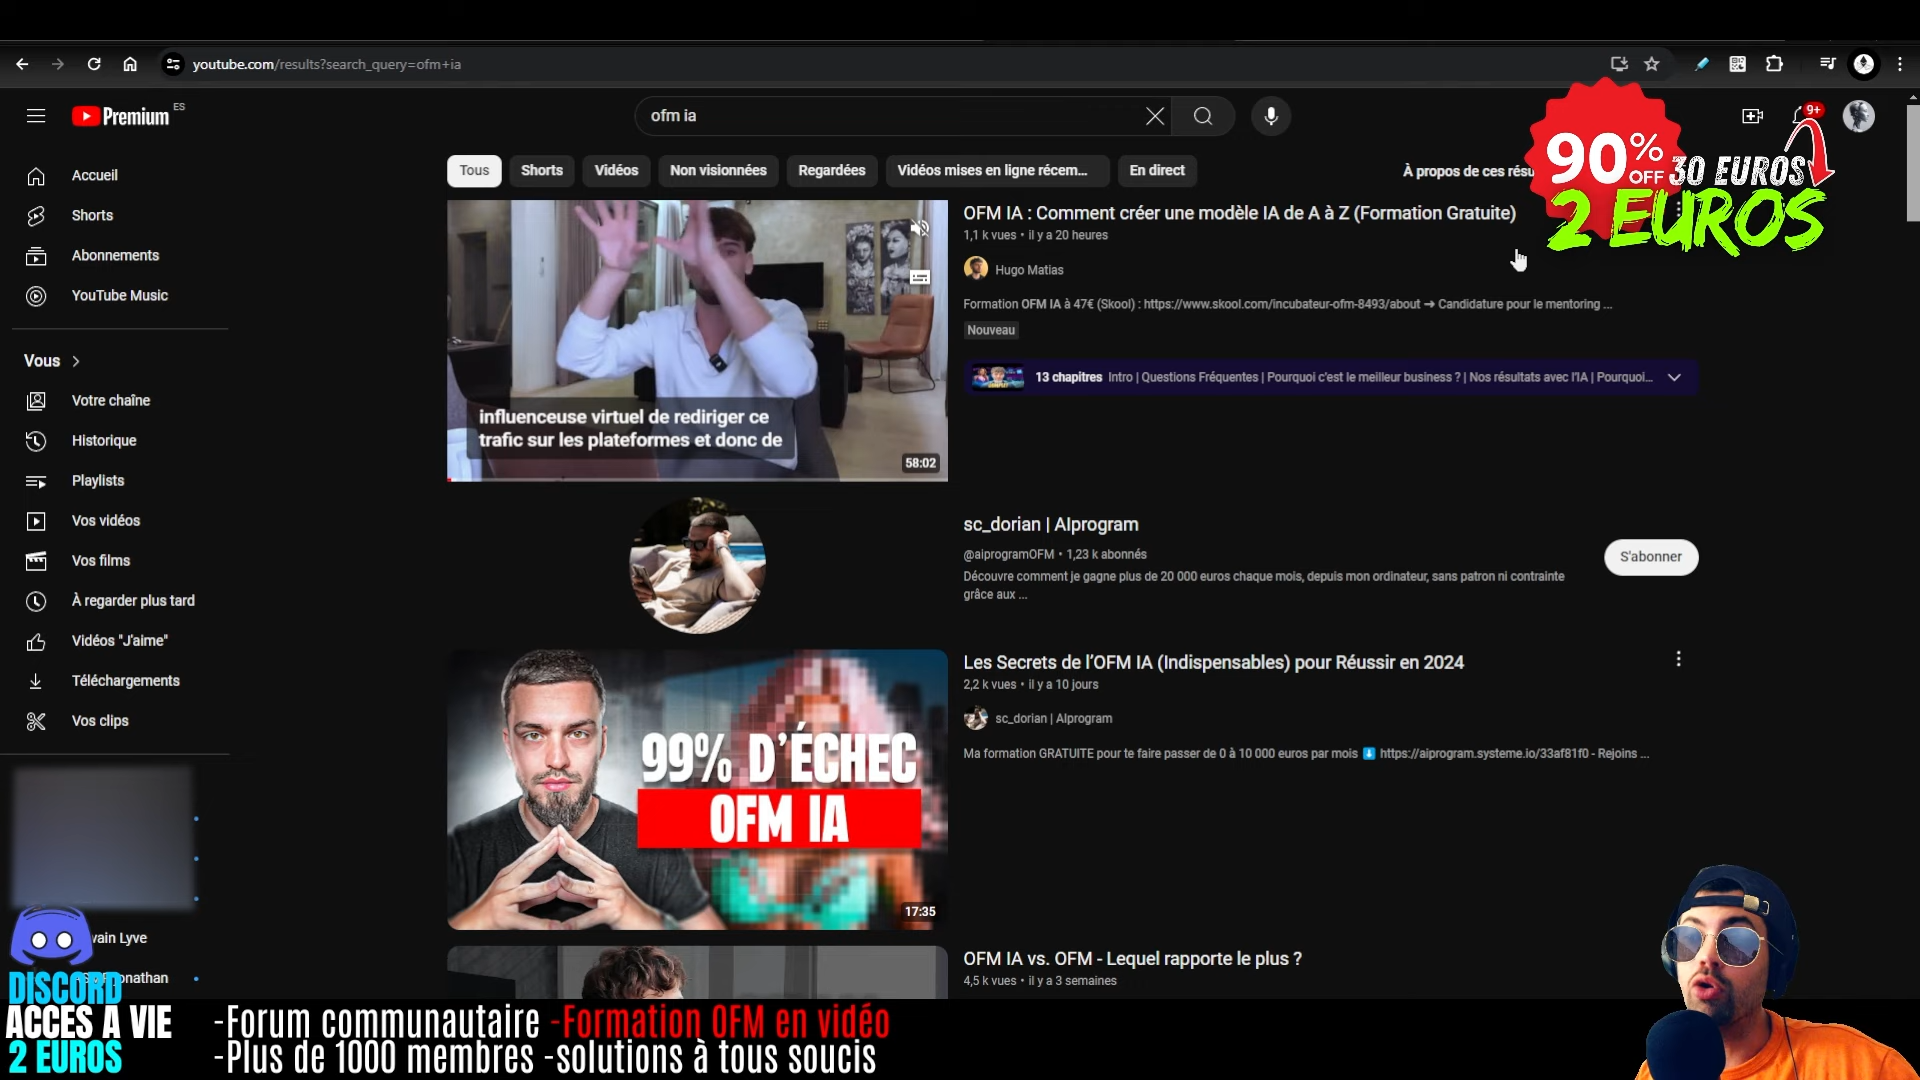 youtube.com/results?search_query=ofm+ia
Premium ES
ofm ia
9+
90% OFF
30 EUROS
2 EUROS
Tous
Shorts
Vidéos
Non visionnées
Regardées
Vidéos mises en ligne récem...
En direct
À propos de ces résu
Accueil
Shorts
Abonnements
YouTube Music
Vous
Votre chaîne
Historique
Playlists
Vos vidéos
Vos films
À regarder plus tard
Vidéos "J'aime"
Téléchargements
Vos clips
vain Lyve
onathan
influenceuse virtuel de rediriger ce
trafic sur les plateformes et donc de
58:02
OFM IA : Comment créer une modèle IA de A à Z (Formation Gratuite)
1,1 k vues • il y a 20 heures
Hugo Matias
Formation OFM IA à 47€ (Skool) : https://www.skool.com/incubateur-ofm-8493/about ➔ Candidature pour le mentoring ...
Nouveau
13 chapitres Intro | Questions Fréquentes | Pourquoi c'est le meilleur business ? | Nos résultats avec l'IA | Pourquoi...
sc_dorian | AIprogram
@aiprogramOFM • 1,23 k abonnés
Découvre comment je gagne plus de 20 000 euros chaque mois, depuis mon ordinateur, sans patron ni contrainte
grâce aux ...
S'abonner
99% D'ÉCHEC
OFM IA
17:35
Les Secrets de l'OFM IA (Indispensables) pour Réussir en 2024
2,2 k vues • il y a 10 jours
sc_dorian | AIprogram
Ma formation GRATUITE pour te faire passer de 0 à 10 000 euros par mois ⬇️ https://aiprogram.systeme.io/33af81f0 - Rejoins ...
OFM IA vs. OFM - Lequel rapporte le plus ?
4,5 k vues • il y a 3 semaines
DISCORD
ACCES A VIE
2 EUROS
-Forum communautaire -Formation OFM en vidéo
-Plus de 1000 membres -solutions à tous soucis